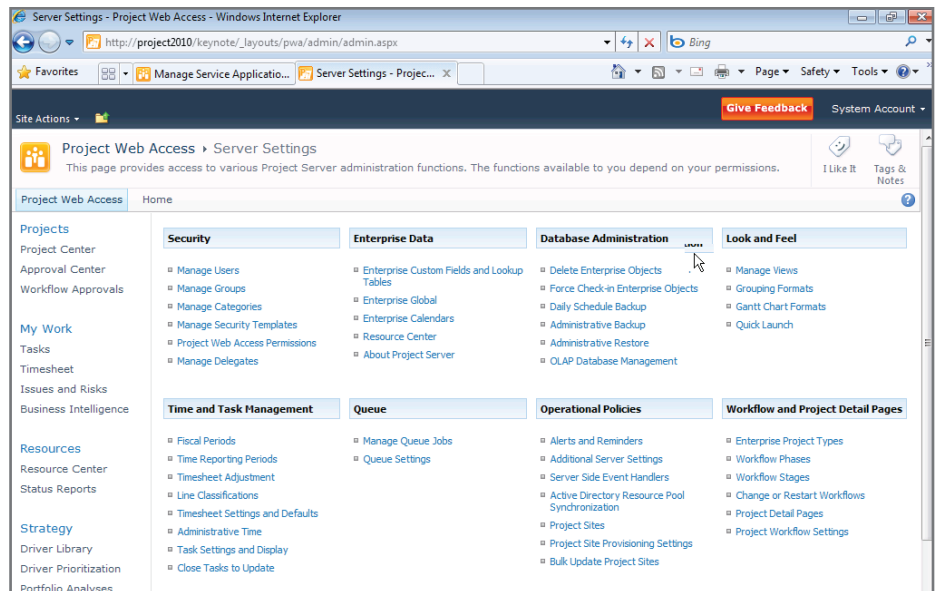 Server Settings - Project Web Access - Windows Internet Explorer
http://project2010/keynote/_layouts/pwa/admin/admin.aspx
Bing
Favorites
Manage Service Applicatio...
Server Settings - Projec...
Page
Safety
Tools
Give Feedback
System Account
Site Actions
Project Web Access
Server Settings
This page provides access to various Project Server administration functions. The functions available to you depend on your permissions.
I Like It
Tags &
Notes
Project Web Access
Home
Projects
Project Center
Approval Center
Workflow Approvals
My Work
Tasks
Timesheet
Issues and Risks
Business Intelligence
Resources
Resource Center
Status Reports
Strategy
Driver Library
Driver Prioritization
Portfolio Analyses
Security
Manage Users
Manage Groups
Manage Categories
Manage Security Templates
Project Web Access Permissions
Manage Delegates
Enterprise Data
Enterprise Custom Fields and Lookup
Tables
Enterprise Global
Enterprise Calendars
Resource Center
About Project Server
Database Administration
Delete Enterprise Objects
Force Check-in Enterprise Objects
Daily Schedule Backup
Administrative Backup
Administrative Restore
OLAP Database Management
Look and Feel
Manage Views
Grouping Formats
Gantt Chart Formats
Quick Launch
Time and Task Management
Fiscal Periods
Time Reporting Periods
Timesheet Adjustment
Line Classifications
Timesheet Settings and Defaults
Administrative Time
Task Settings and Display
Close Tasks to Update
Queue
Manage Queue Jobs
Queue Settings
Operational Policies
Alerts and Reminders
Additional Server Settings
Server Side Event Handlers
Active Directory Resource Pool
Synchronization
Project Sites
Project Site Provisioning Settings
Bulk Update Project Sites
Workflow and Project Detail Pages
Enterprise Project Types
Workflow Phases
Workflow Stages
Change or Restart Workflows
Project Detail Pages
Project Workflow Settings